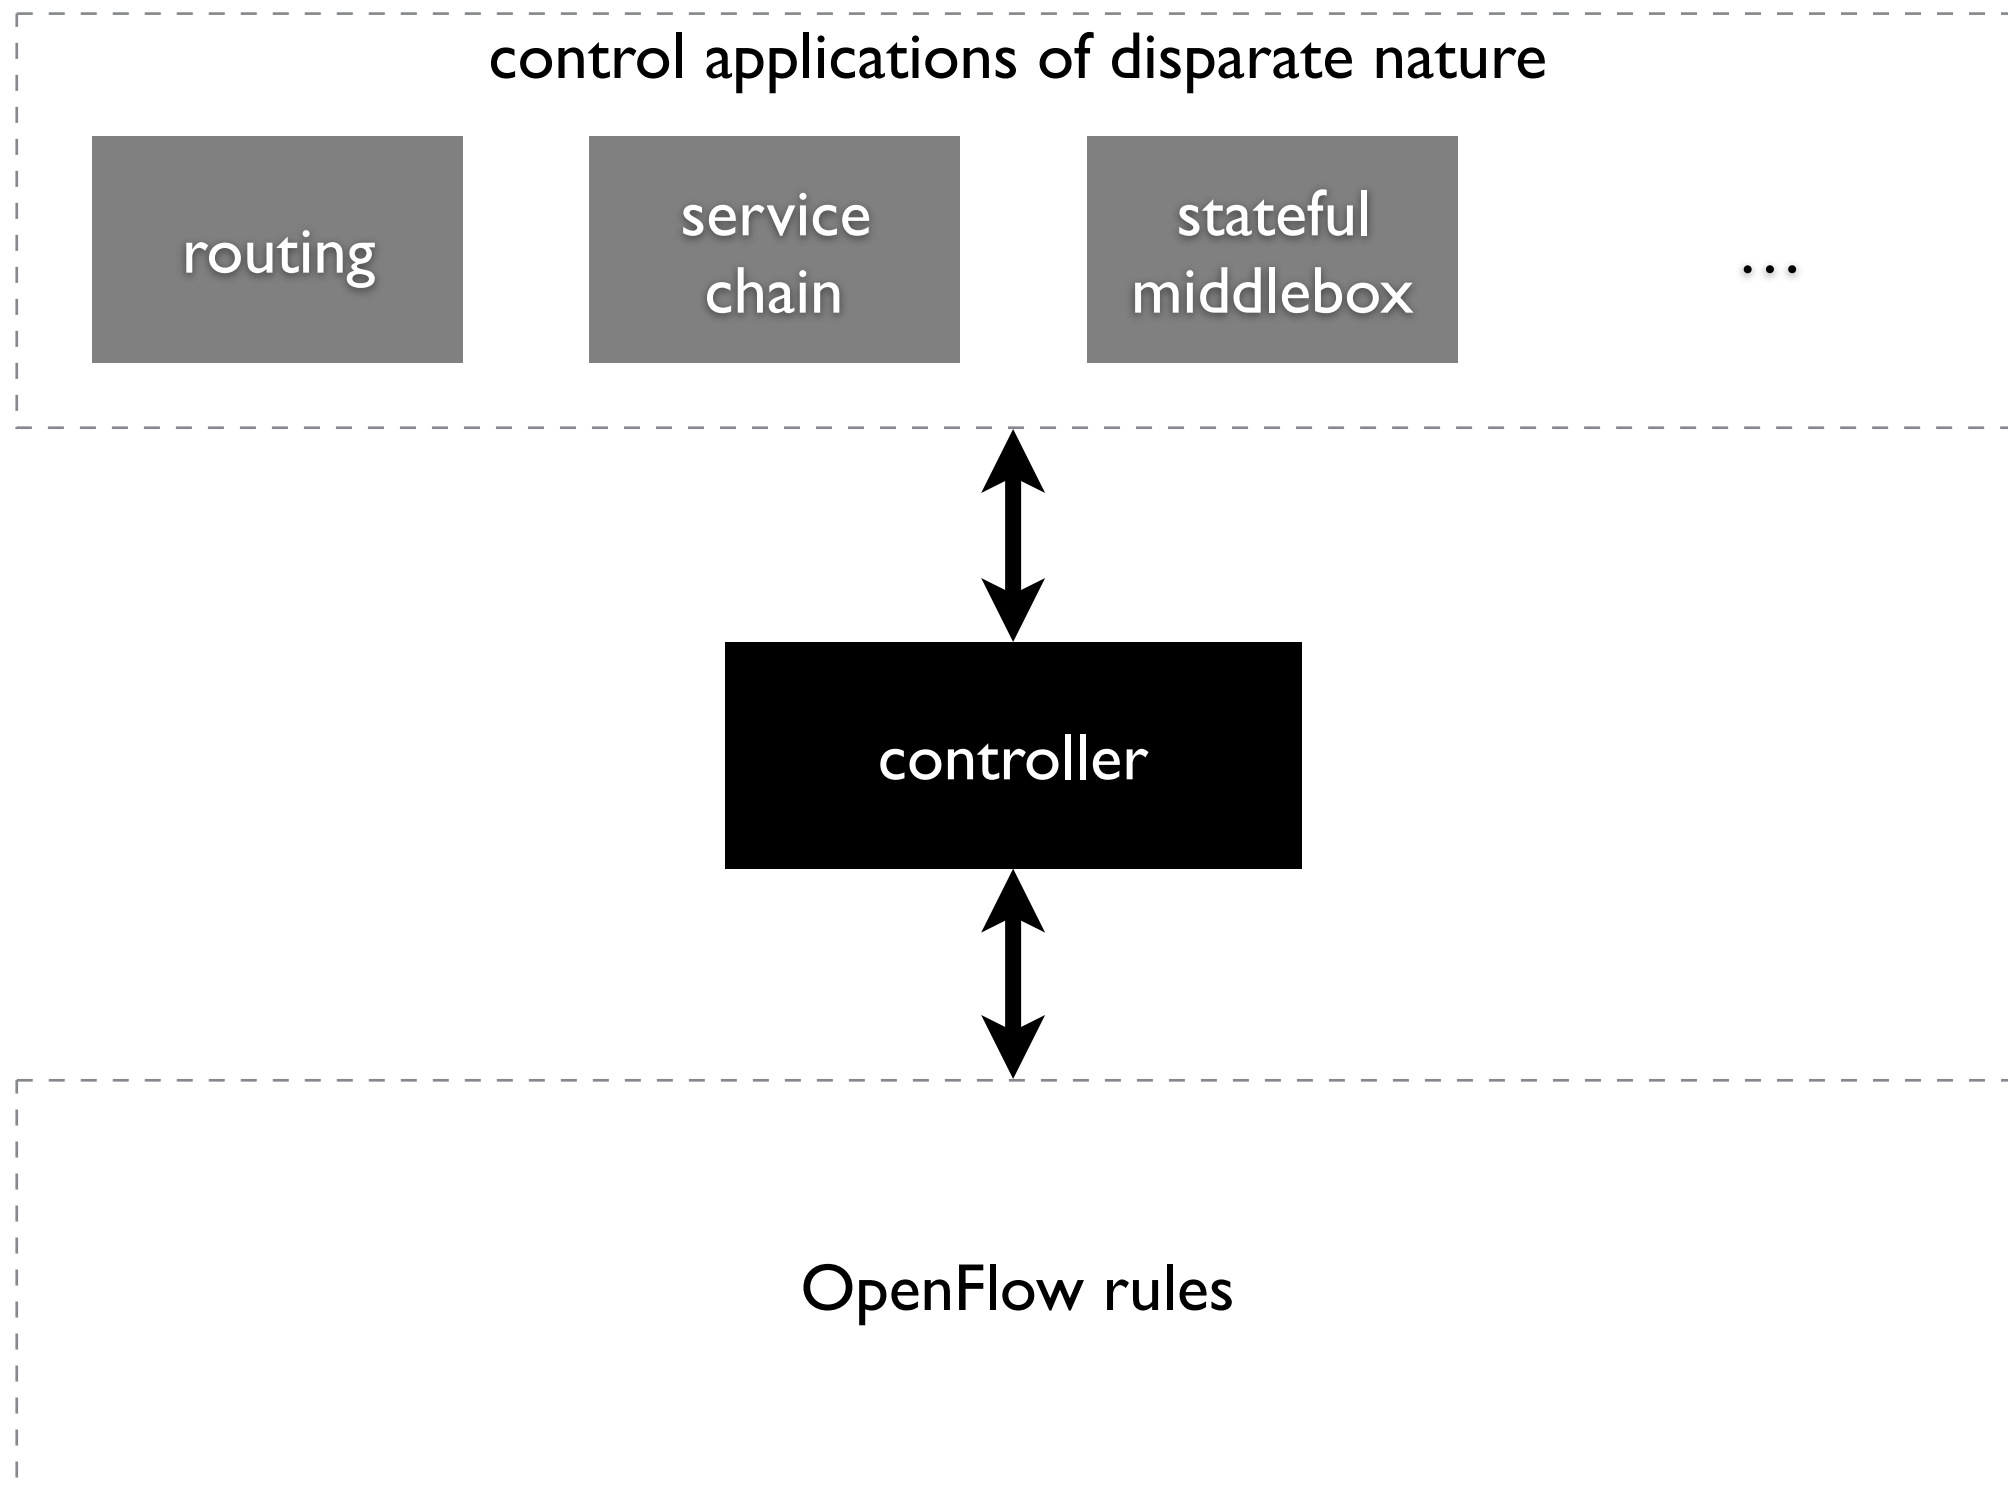 control applications of disparate nature
routing
service
chain
stateful
middlebox
...
controller
OpenFlow rules